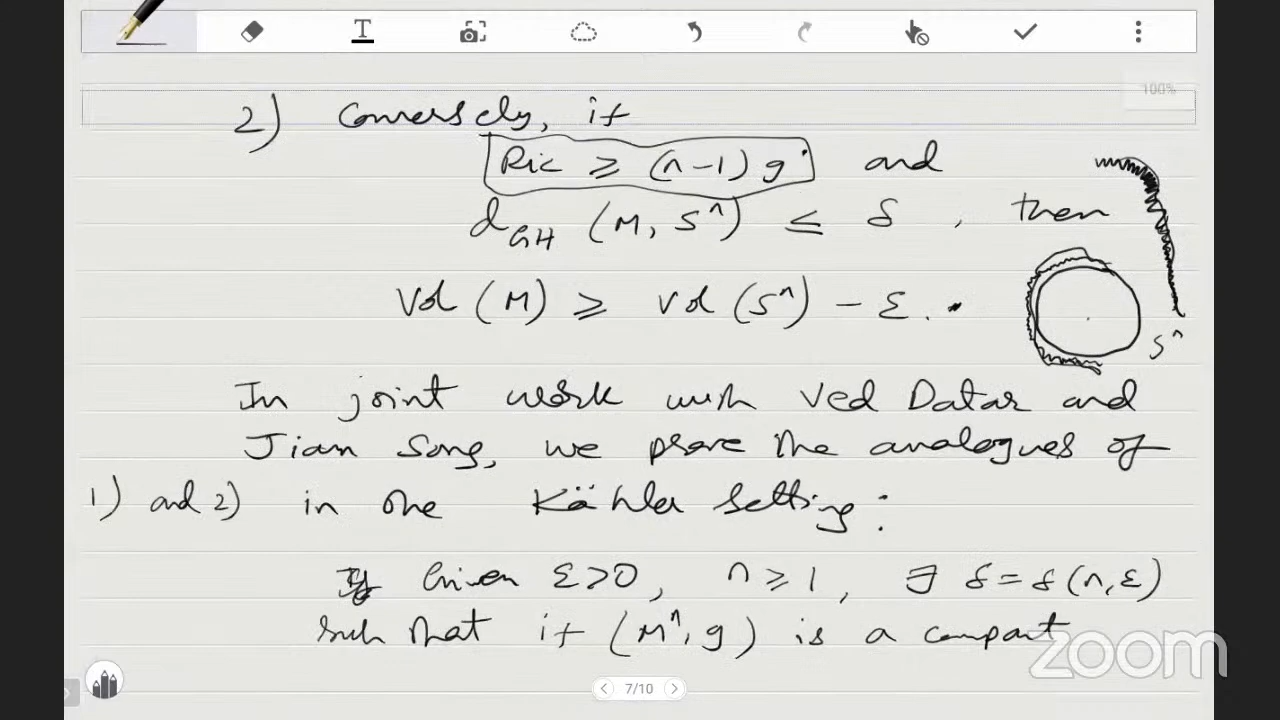 T
100%
2) Conversely, if
Ric ≥ (n-1) g and
d_GH (M, S^n) ≤ δ, then
Vol (M) ≥ Vol (S^n) - ε.
S^n
In joint work with Ved Datar and
Jian Song, we prove the analogues of
1) and 2) in the Kähler setting:
Given ε>0, n ≥ 1, ∃ δ = δ(n, ε)
such that if (M^n, g) is a compact
zoom
7/10